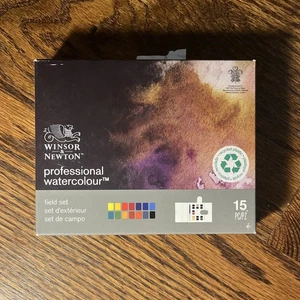 WINSOR
&
NEWTON
professional
watercolour™
field set
set d'extérieur
set de campo
15